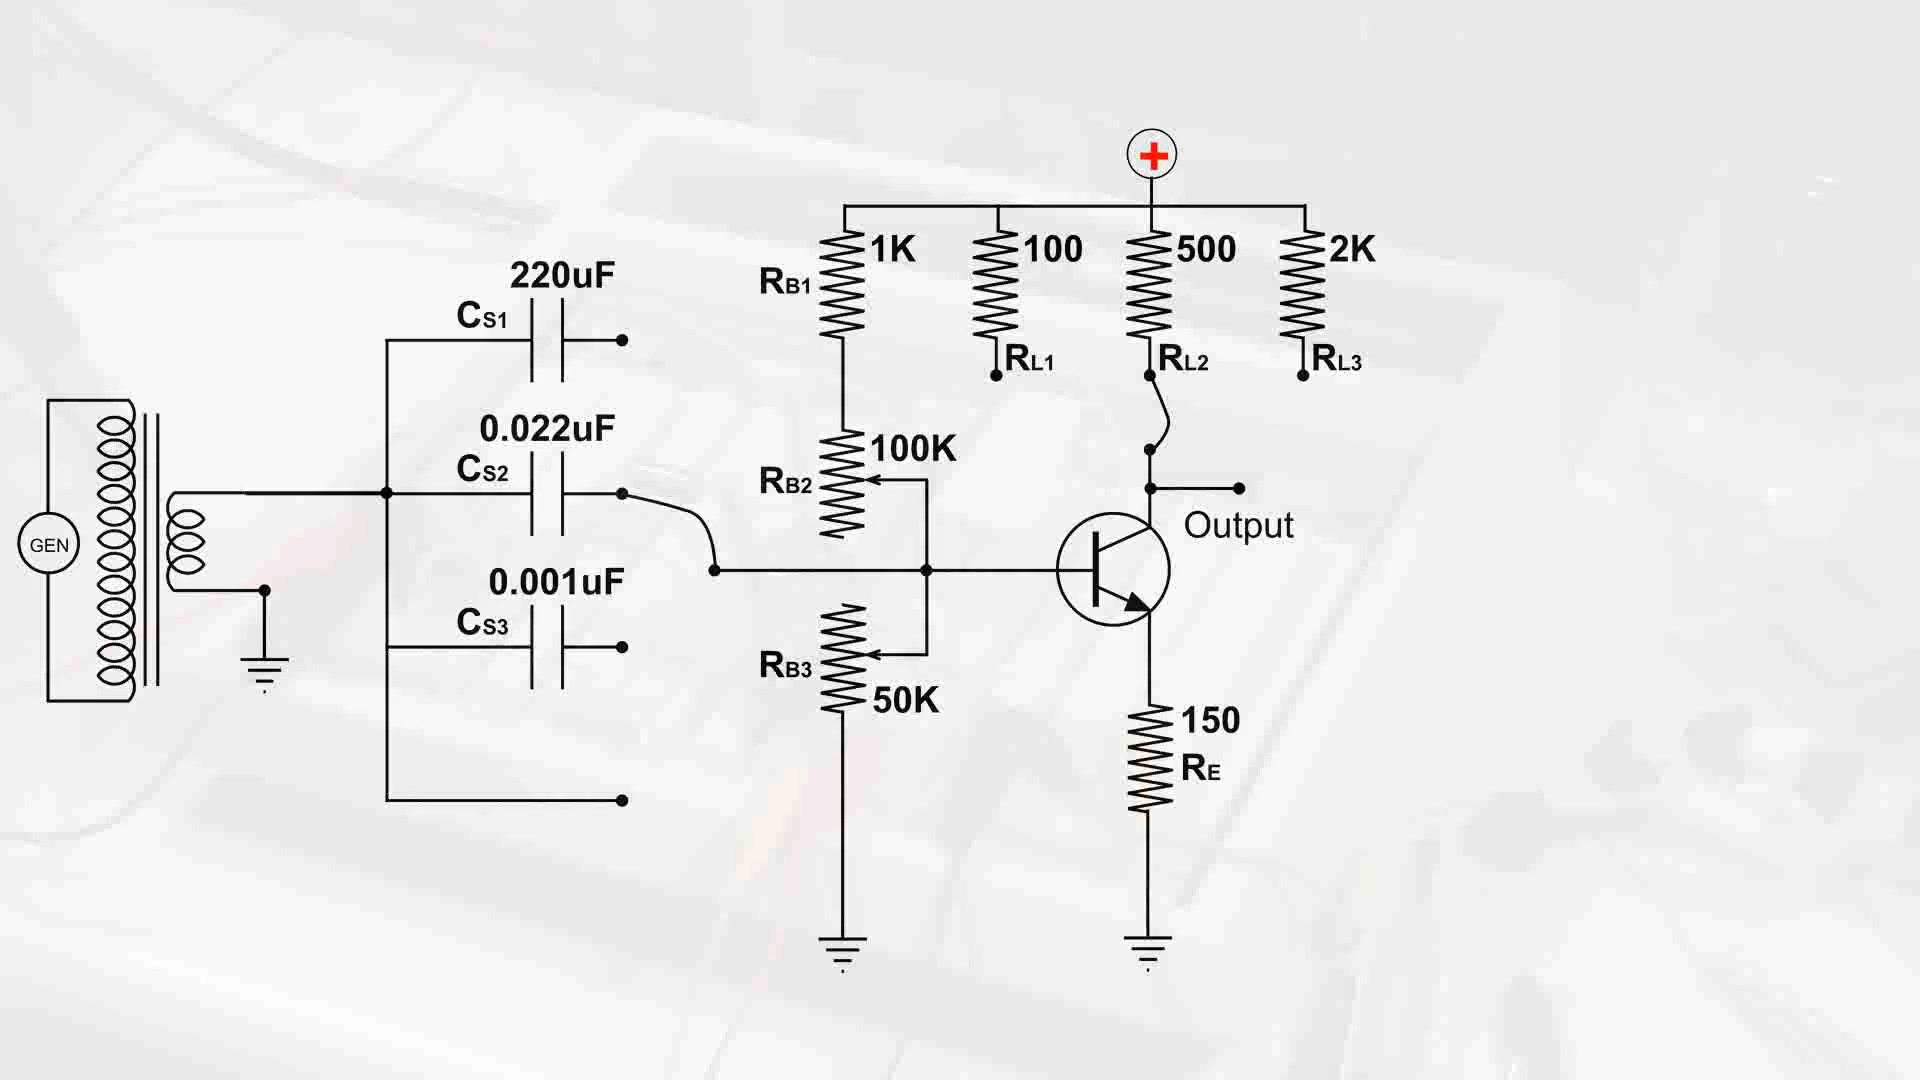 GEN
220uF
CS1
0.022uF
CS2
0.001uF
CS3
1K
RB1
100K
RB2
RB3
50K
100
RL1
500
RL2
2K
RL3
+
Output
150
RE